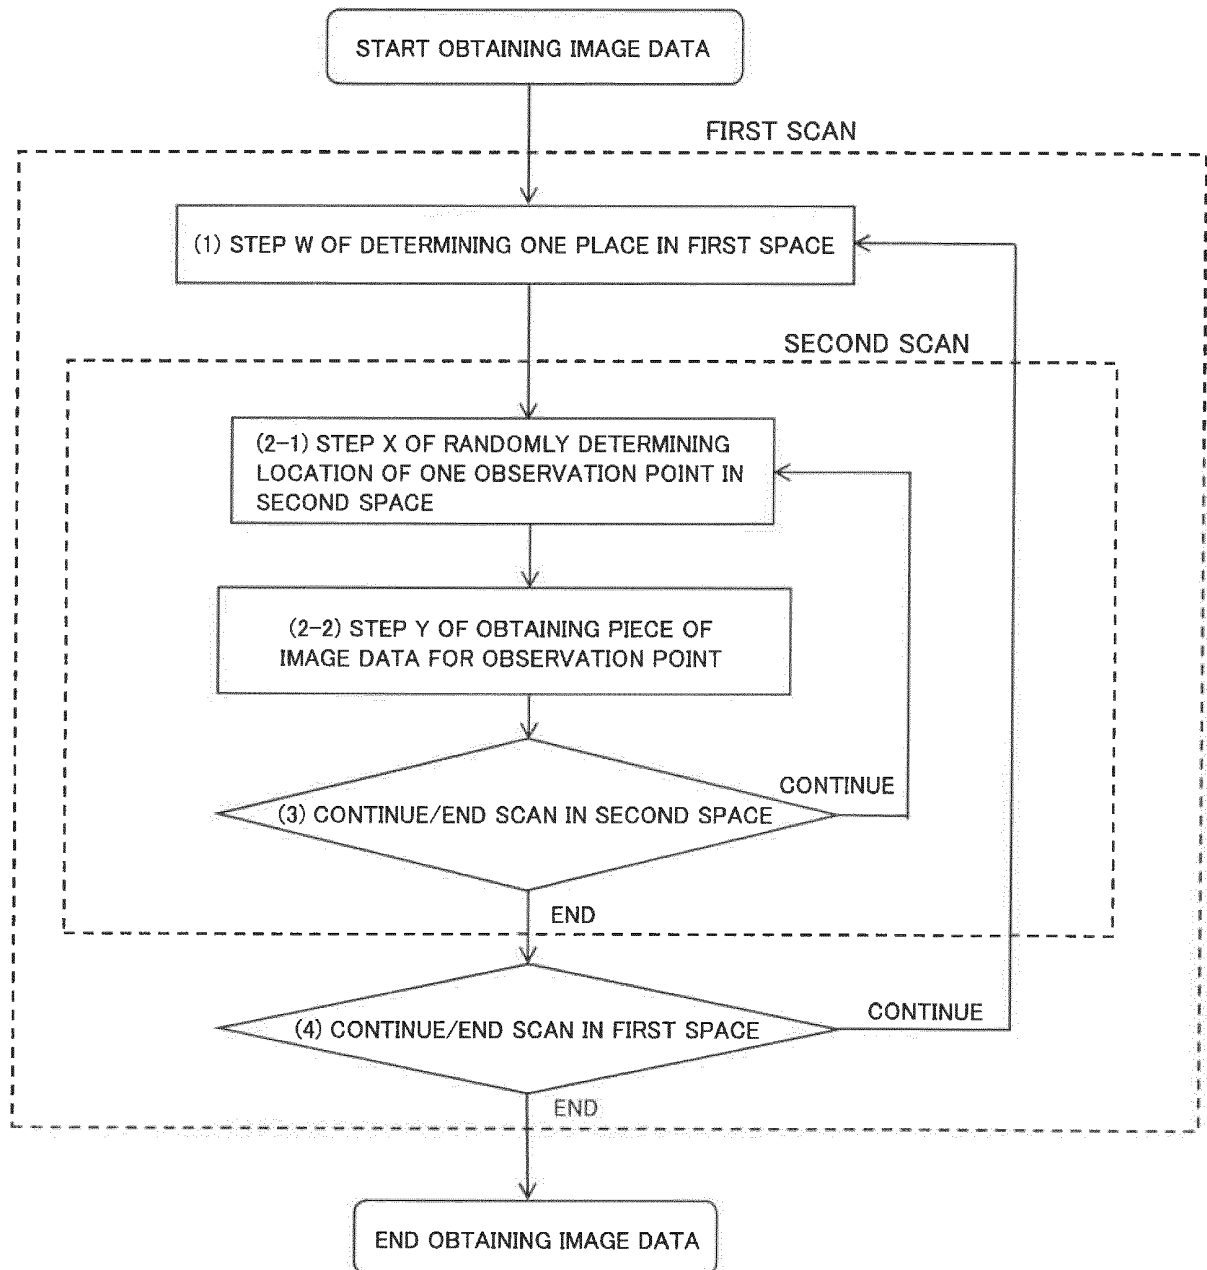 START OBTAINING IMAGE DATA
FIRST SCAN
(1) STEP W OF DETERMINING ONE PLACE IN FIRST SPACE
SECOND SCAN
(2-1) STEP X OF RANDOMLY DETERMINING
LOCATION OF ONE OBSERVATION POINT IN
SECOND SPACE
(2-2) STEP Y OF OBTAINING PIECE OF
IMAGE DATA FOR OBSERVATION POINT
CONTINUE
(3) CONTINUE/END SCAN IN SECOND SPACE
END
CONTINUE
(4) CONTINUE/END SCAN IN FIRST SPACE
END
END OBTAINING IMAGE DATA